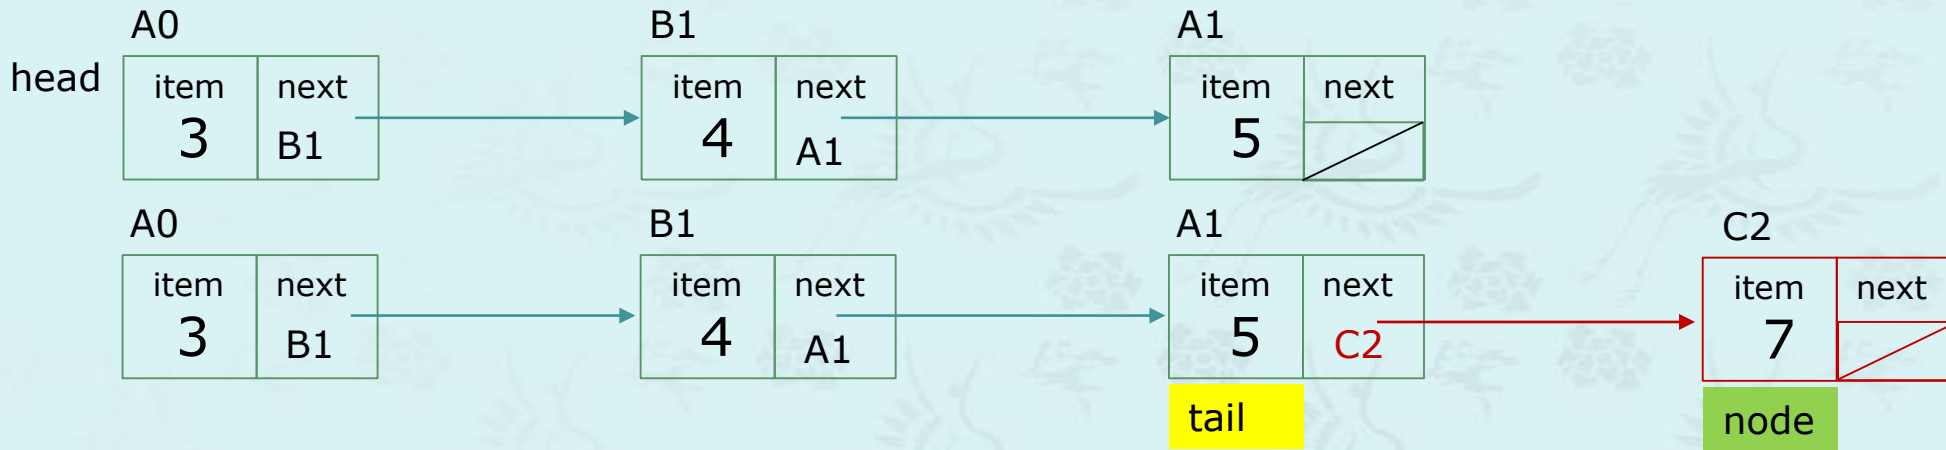 A0 B1 A1
head item next item next item next
3 B1 4 A1 5
A0 B1 A1 C2
item next item next item next item next
3 B1 4 A1 5 C2 7
tail node